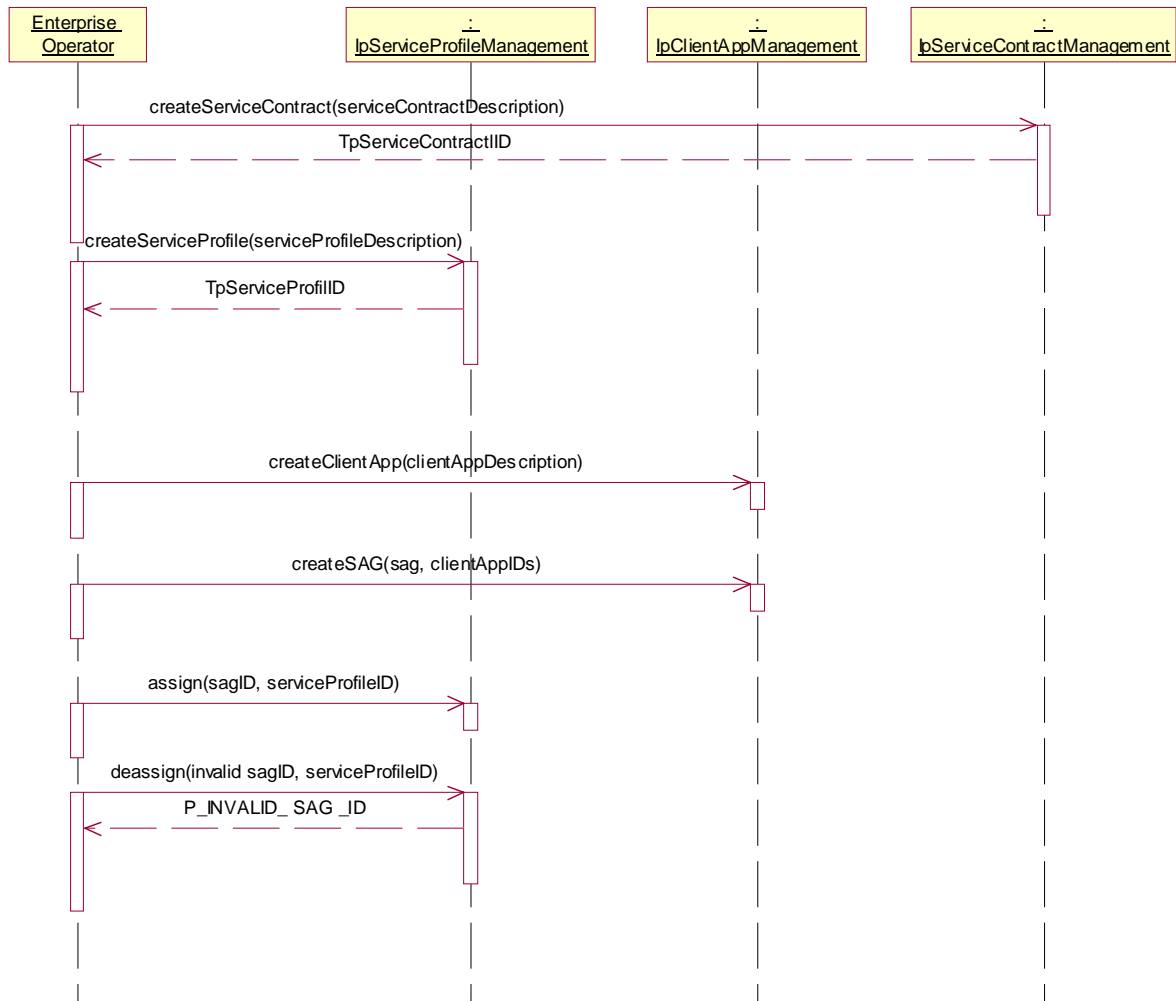 Enterprise
Operator
:
IpServiceProfileManagement
:
IpClientAppManagement
:
IpServiceContractManagement
createServiceContract(serviceContractDescription)
TpServiceContractIID
createServiceProfile(serviceProfileDescription)
TpServiceProfilID
createClientApp(clientAppDescription)
createSAG(sag, clientAppIDs)
assign(sagID, serviceProfileID)
deassign(invalid sagID, serviceProfileID)
P_INVALID_ SAG _ID